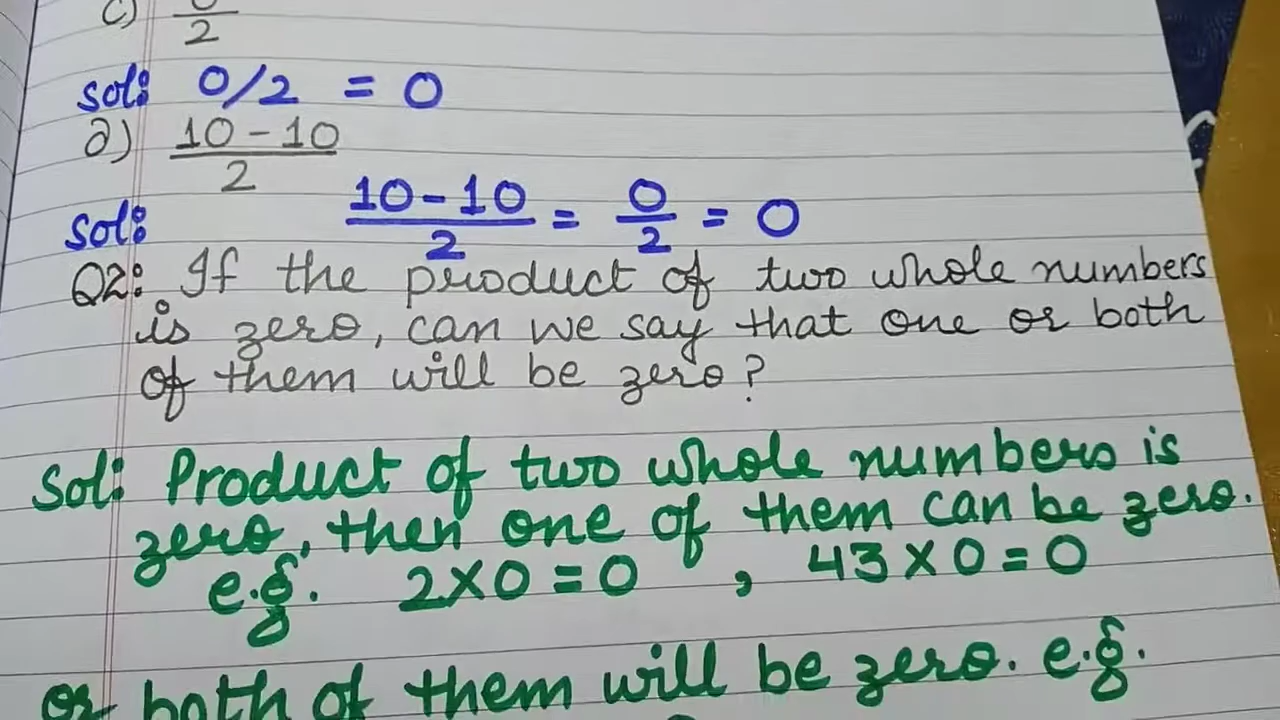 c) 0/2
sol: 0/2 = 0
d) 10 - 10 / 2
sol: 10 - 10 / 2 = 0/2 = 0
Q2: If the product of two whole numbers
is zero, can we say that one or both
of them will be zero?
Sol: Product of two whole numbers is
zero, then one of them can be zero.
e.g. 2 x 0 = 0 , 43 x 0 = 0
or both of them will be zero. e.g.